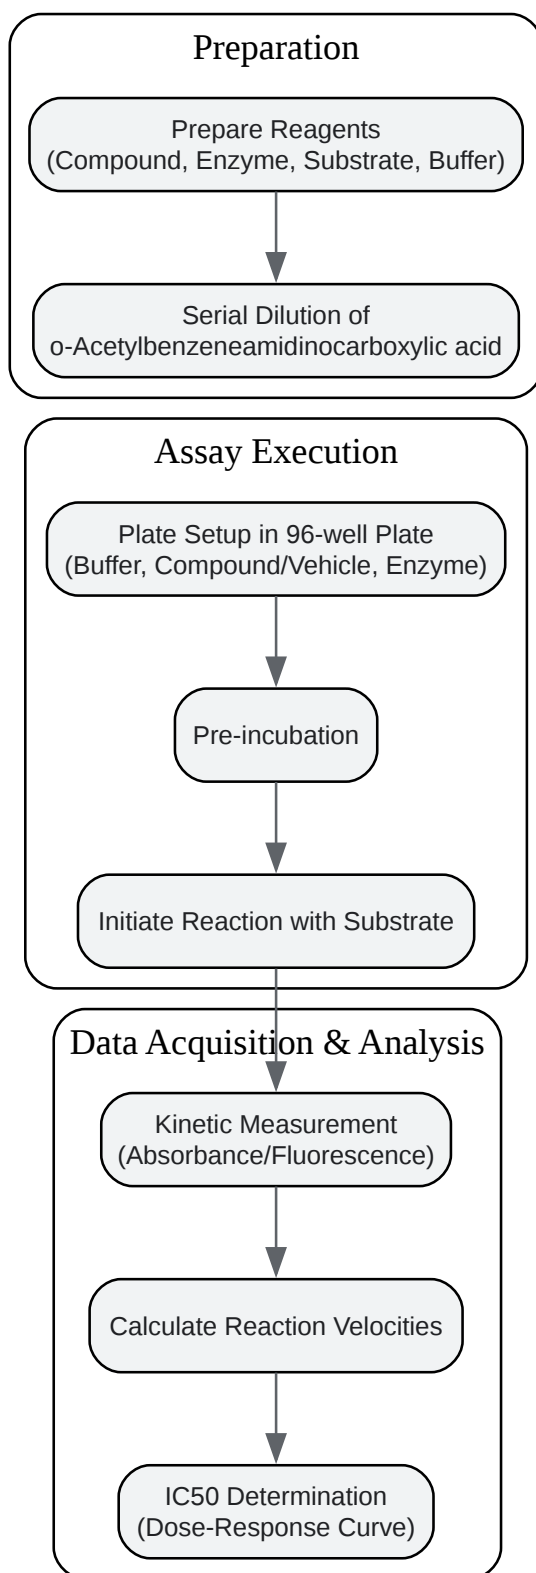 Preparation
Prepare Reagents
(Compound, Enzyme, Substrate, Buffer)
Serial Dilution of
o-Acetylbenzeneamidinocarboxylic acid
Assay Execution
Plate Setup in 96-well Plate
(Buffer, Compound/Vehicle, Enzyme)
Pre-incubation
Initiate Reaction with Substrate
Data Acquisition & Analysis
Kinetic Measurement
(Absorbance/Fluorescence)
Calculate Reaction Velocities
IC50 Determination
(Dose-Response Curve)